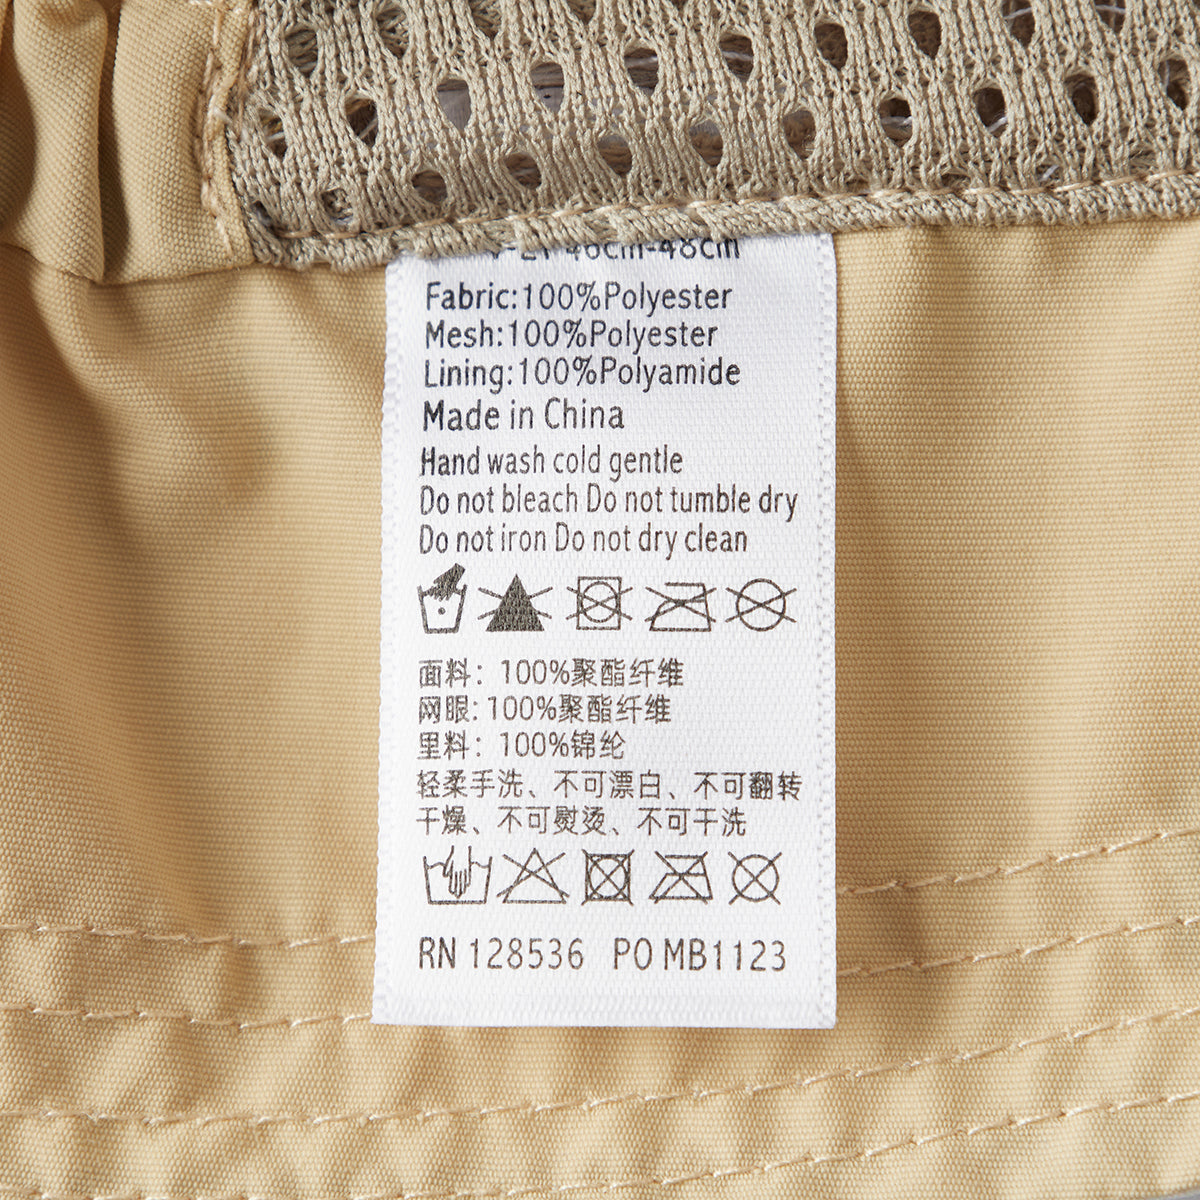 46cm-48cm
Fabric:100%Polyester
Mesh:100%Polyester
Lining:100%Polyamide
Made in China
Hand wash cold gentle
Do not bleach Do not tumble dry
Do not iron Do not dry clean
面料：100%聚酯纤维
网眼:100%聚酯纤维
里料：100%锦纶
轻柔手洗、不可漂白、不可翻转
干燥、不可熨烫、不可干洗
RN 128536 PO MB1123